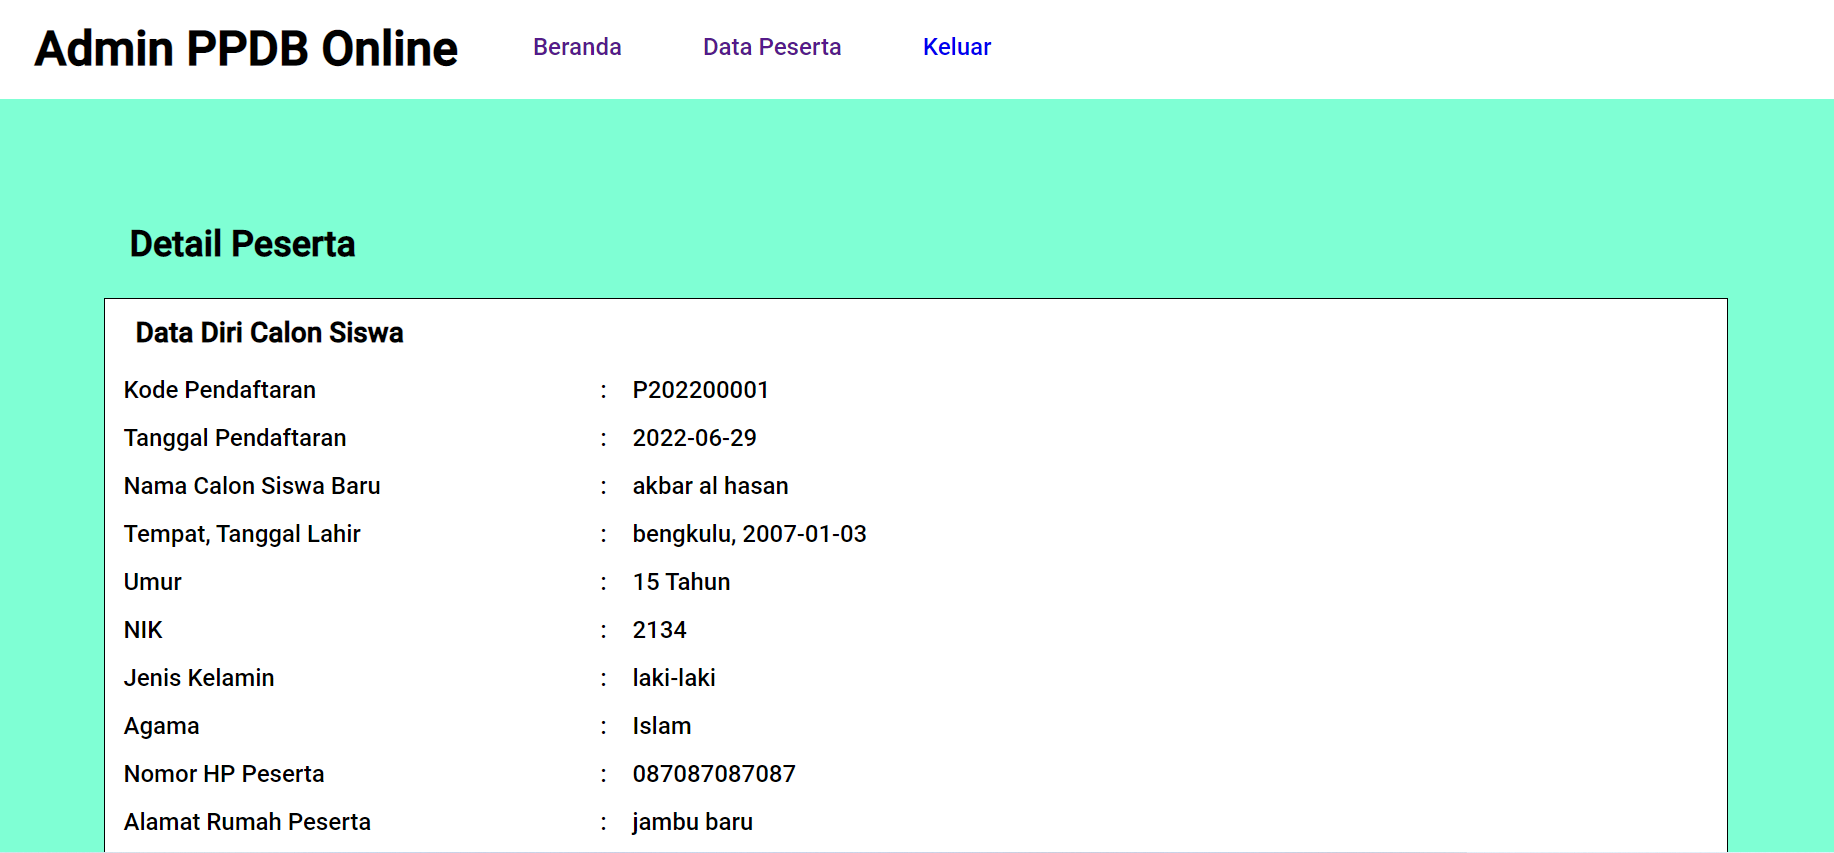 Admin PPDB Online Beranda Data Peserta Keluar
Detail Peserta
Data Diri Calon Siswa
Kode Pendaftaran : P202200001
Tanggal Pendaftaran : 2022-06-29
Nama Calon Siswa Baru : akbar al hasan
Tempat, Tanggal Lahir : bengkulu, 2007-01-03
Umur : 15 Tahun
NIK : 2134
Jenis Kelamin : laki-laki
Agama : Islam
Nomor HP Peserta : 087087087087
Alamat Rumah Peserta : jambu baru